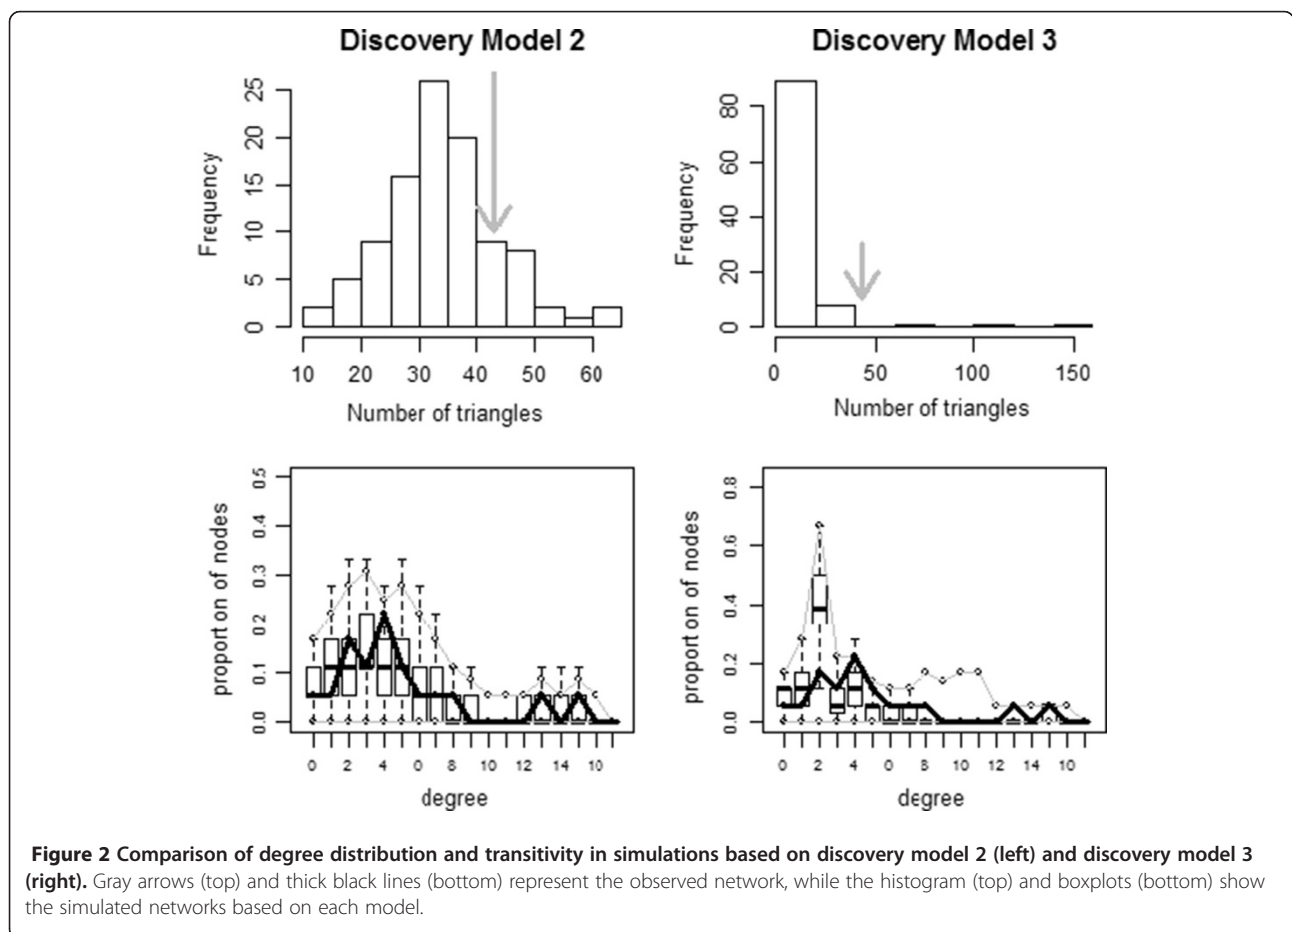 Discovery Model 2
Discovery Model 3
Frequency
0
5
10
15
20
25
10 20 30 40 50 60
Number of triangles
Frequency
0
20
40
60
80
0 50 100 150
Number of triangles
proport on of nodes
0.0
0.1
0.2
0.3
0.4
0.5
0 2 4 0 8 10 12 14 10
degree
proport on of nodes
0.0
0.2
0.4
0.6
0.8
0 2 4 0 8 10 12 14 10
degree
Figure 2 Comparison of degree distribution and transitivity in simulations based on discovery model 2 (left) and discovery model 3
(right). Gray arrows (top) and thick black lines (bottom) represent the observed network, while the histogram (top) and boxplots (bottom) show
the simulated networks based on each model.